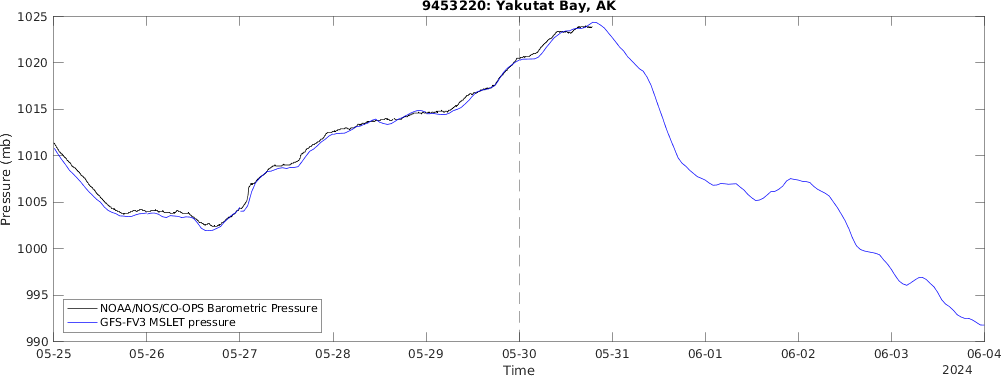 9453220: Yakutat Bay, AK
Pressure (mb)
1025
1020
1015
1010
1005
1000
995
990
NOAA/NOS/CO-OPS Barometric Pressure
GFS-FV3 MSLET pressure
05-25 05-26 05-27 05-28 05-29 05-30 05-31 06-01 06-02 06-03 06-04
Time
2024